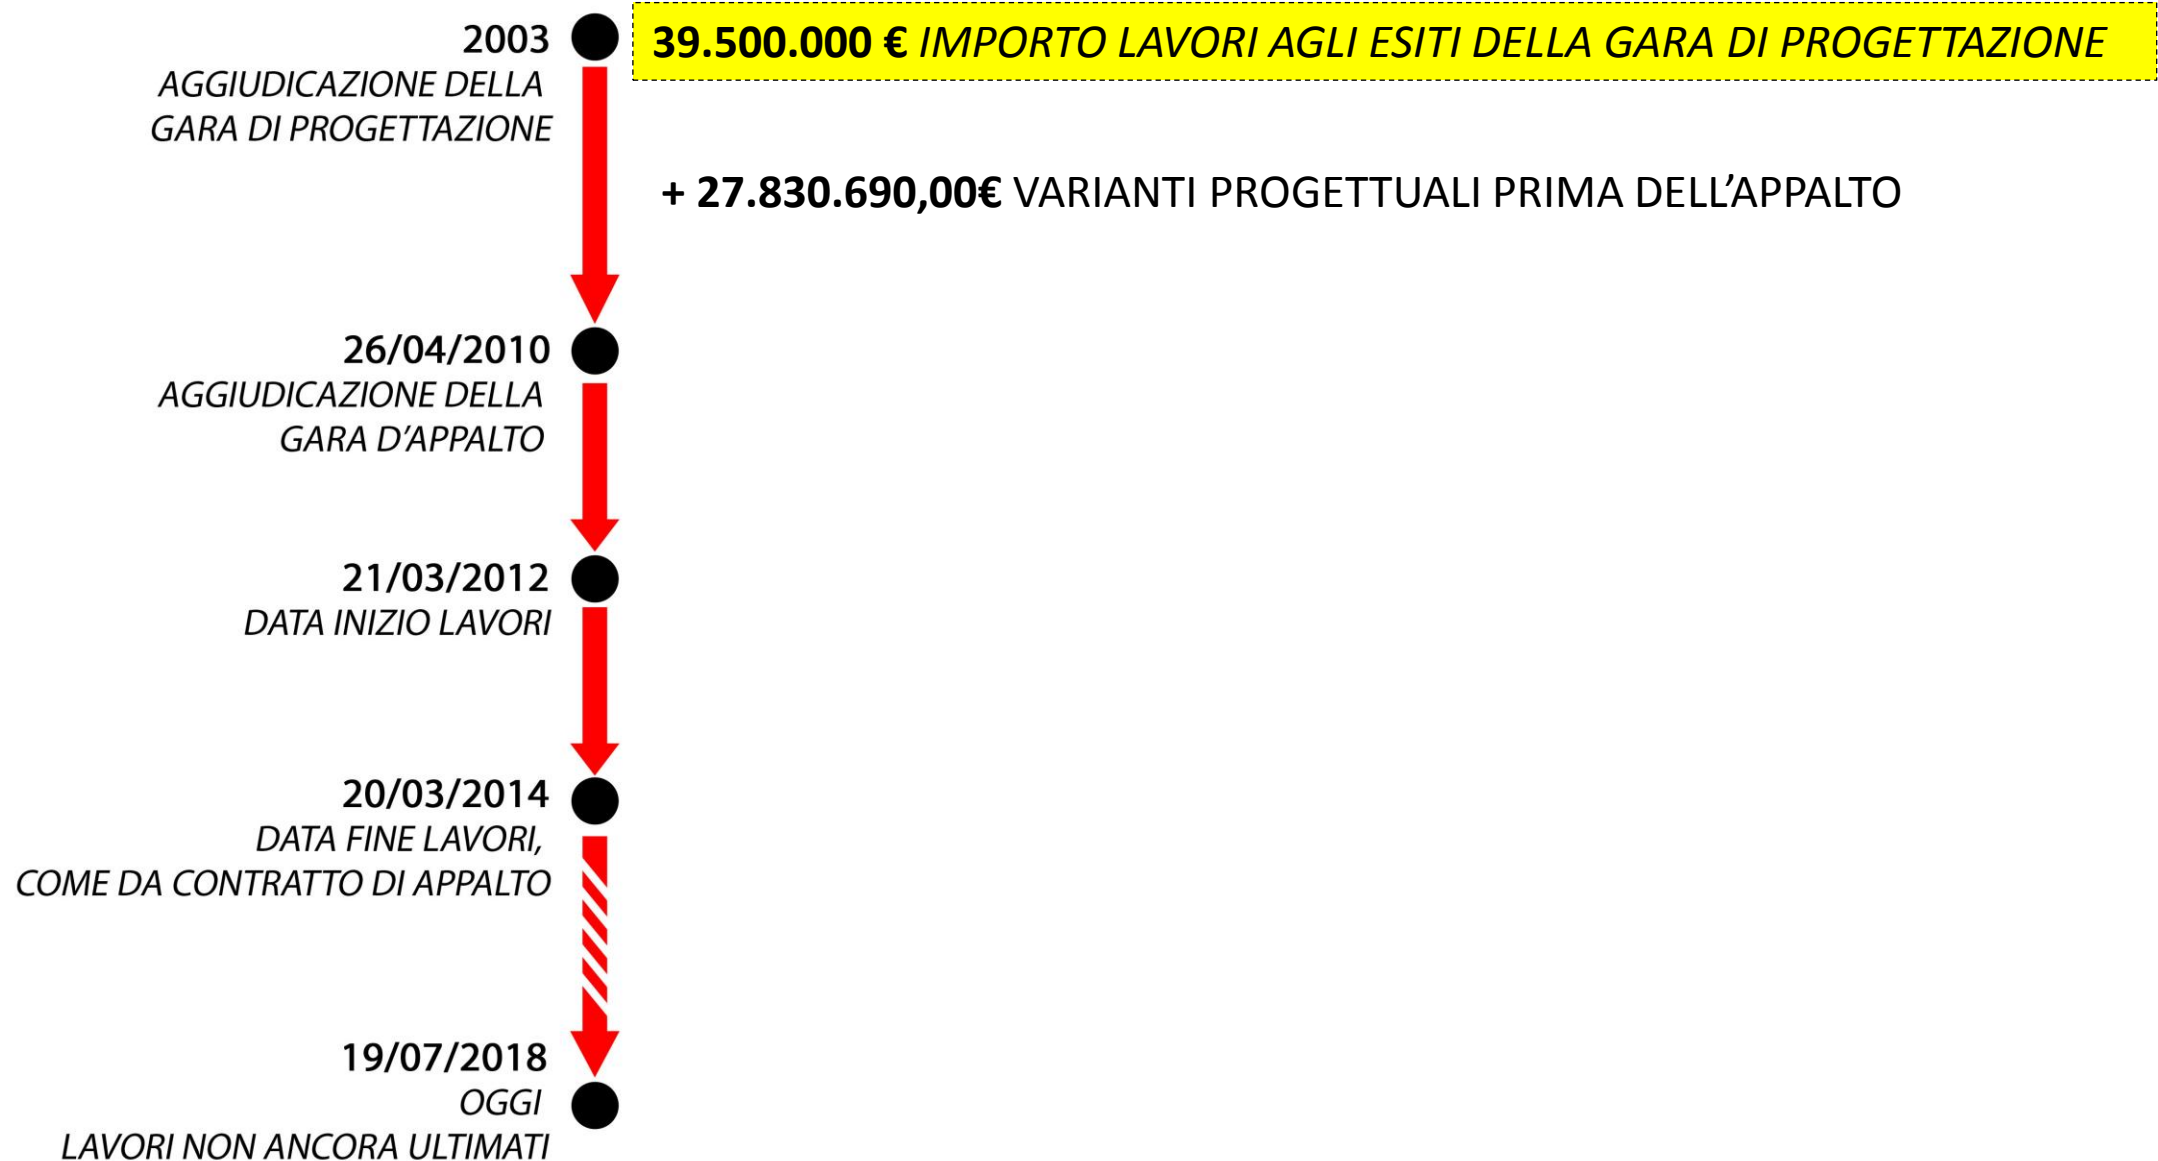 2003
AGGIUDICAZIONE DELLA
GARA DI PROGETTAZIONE
39.500.000 € IMPORTO LAVORI AGLI ESITI DELLA GARA DI PROGETTAZIONE
+ 27.830.690,00€ VARIANTI PROGETTUALI PRIMA DELL’APPALTO
26/04/2010
AGGIUDICAZIONE DELLA
GARA D’APPALTO
21/03/2012
DATA INIZIO LAVORI
20/03/2014
DATA FINE LAVORI,
COME DA CONTRATTO DI APPALTO
19/07/2018
OGGI
LAVORI NON ANCORA ULTIMATI